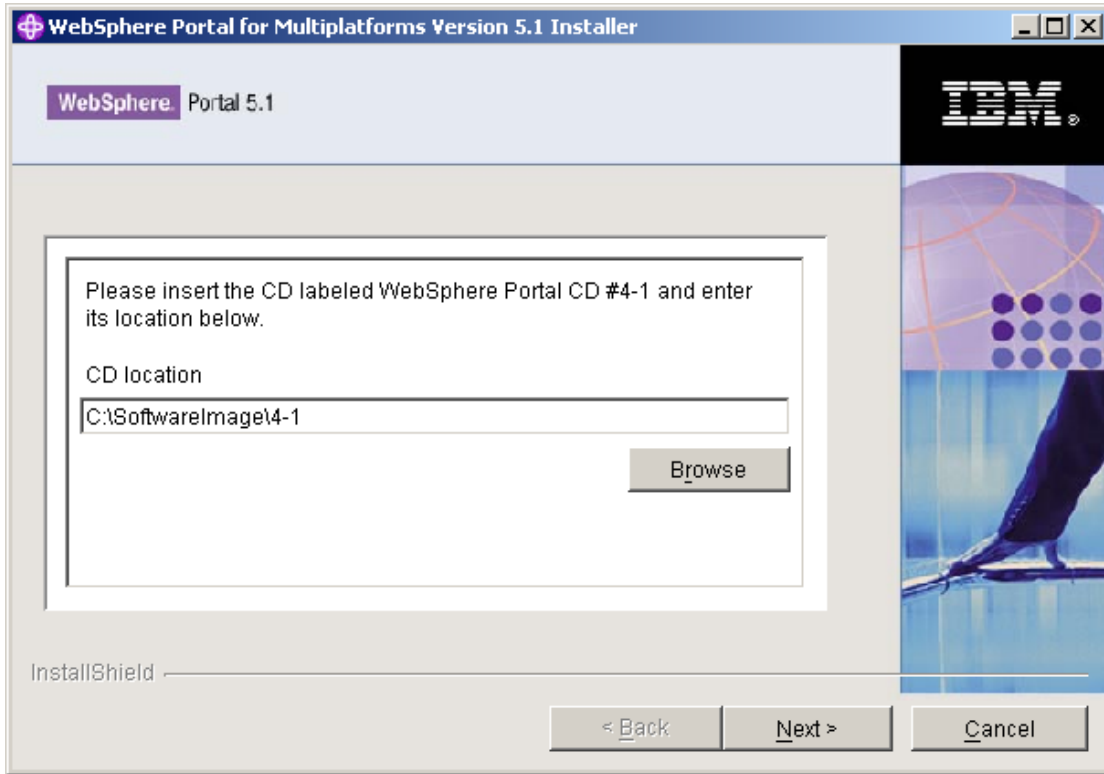 WebSphere Portal for Multiplatforms Version 5.1 Installer
WebSphere. Portal 5.1
IBM®
Please insert the CD labeled WebSphere Portal CD #4-1 and enter
its location below.
CD location
C:\SoftwareImage\4-1
Browse
InstallShield
< Back
Next >
Cancel